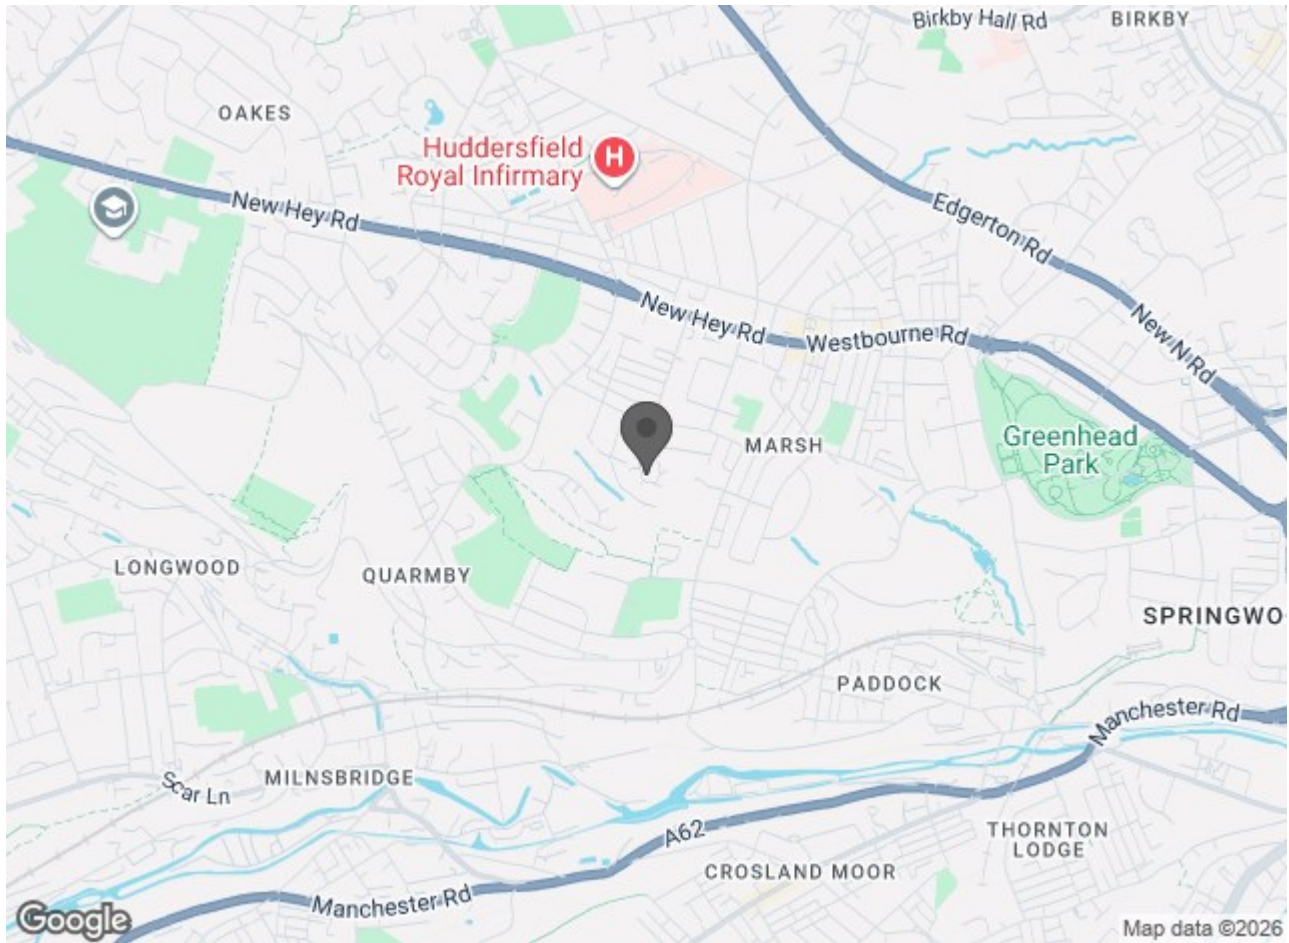 Birkby Hall Rd
BIRKBY
OAKES
Huddersfield
Royal Infirmary
H
New Hey Rd
Edgerton Rd
New Hey Rd
Westbourne Rd
New N Rd
Greenhead
Park
MARSH
LONGWOOD
QUARMBY
SPRINGWO
PADDOCK
Manchester Rd
Scar Ln
MILNSBRIDGE
A62
THORNTON
LODGE
CROSLAND MOOR
Manchester Rd
Google
Map data ©2026